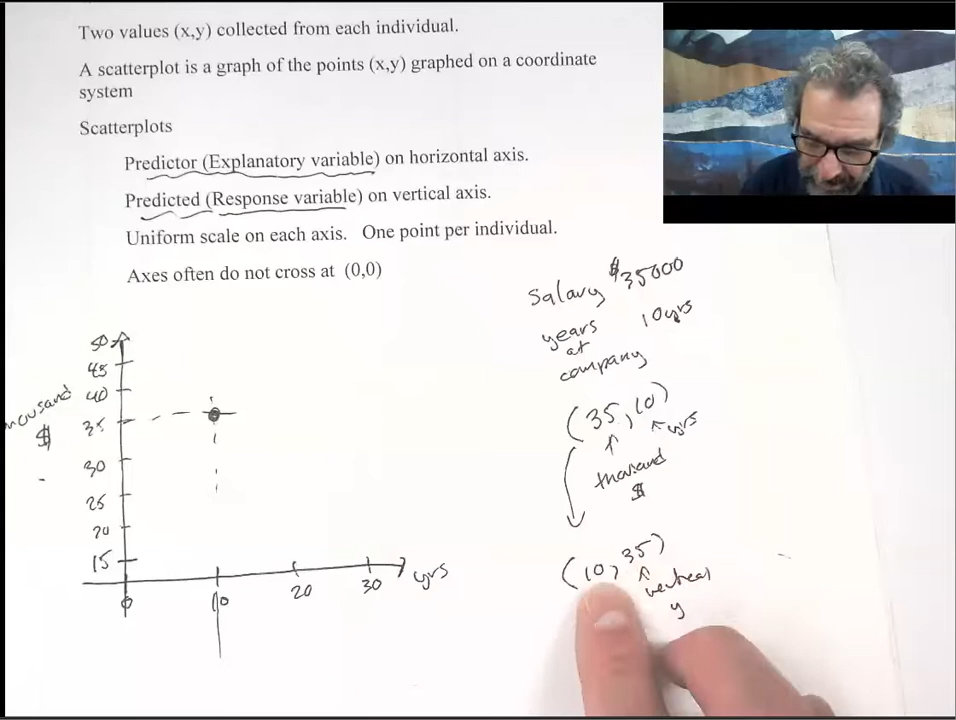 Two values (x,y) collected from each individual.
A scatterplot is a graph of the points (x,y) graphed on a coordinate
system
Scatterplots
Predictor (Explanatory variable) on horizontal axis.
Predicted (Response variable) on vertical axis.
Uniform scale on each axis. One point per individual.
Axes often do not cross at (0,0)
Salary $35000
years 10yrs
at
company
(35,10)
yrs
thousand
$
(10,35)
vertical
y
50
45
40
35
30
25
20
15
$
0 10 20 30 yrs